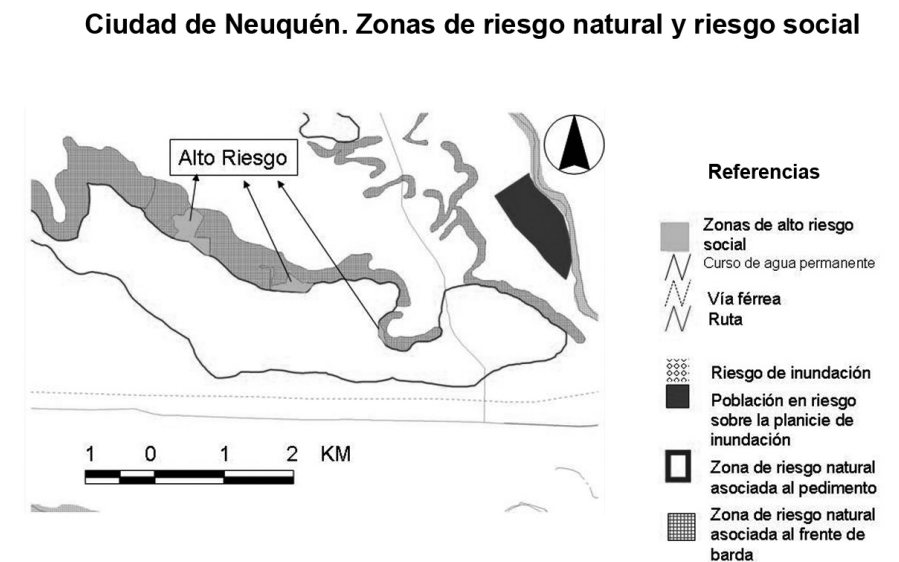 Ciudad de Neuquén. Zonas de riesgo natural y riesgo social
Alto Riesgo
Referencias
Zonas de alto riesgo
social
Curso de agua permanente
Vía férrea
Ruta
Riesgo de inundación
Población en riesgo
sobre la planicie de
inundación
Zona de riesgo natural
asociada al pedimento
Zona de riesgo natural
asociada al frente de
barda
1 0 1 2 KM